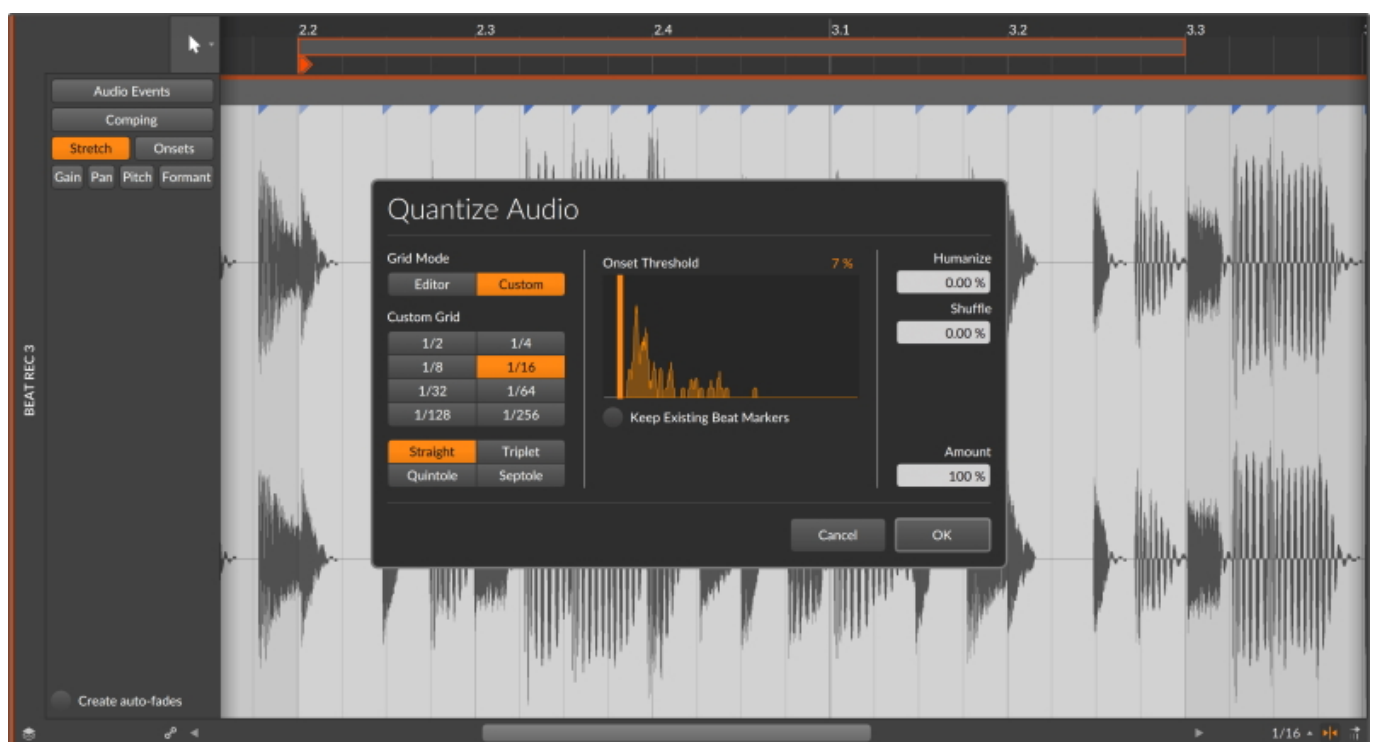 2.2 2.3 2.4 3.1 3.2 3.3
Audio Events
Comping
Stretch Onsets
Gain Pan Pitch Formant
BEAT REC 3
Quantize Audio
Grid Mode
Editor Custom
Custom Grid
1/2 1/4
1/8 1/16
1/32 1/64
1/128 1/256
Straight Triplet
Quintole Septole
Onset Threshold 7 %
Keep Existing Beat Markers
Humanize
0.00 %
Shuffle
0.00 %
Amount
100 %
Cancel OK
Create auto-fades
1/16